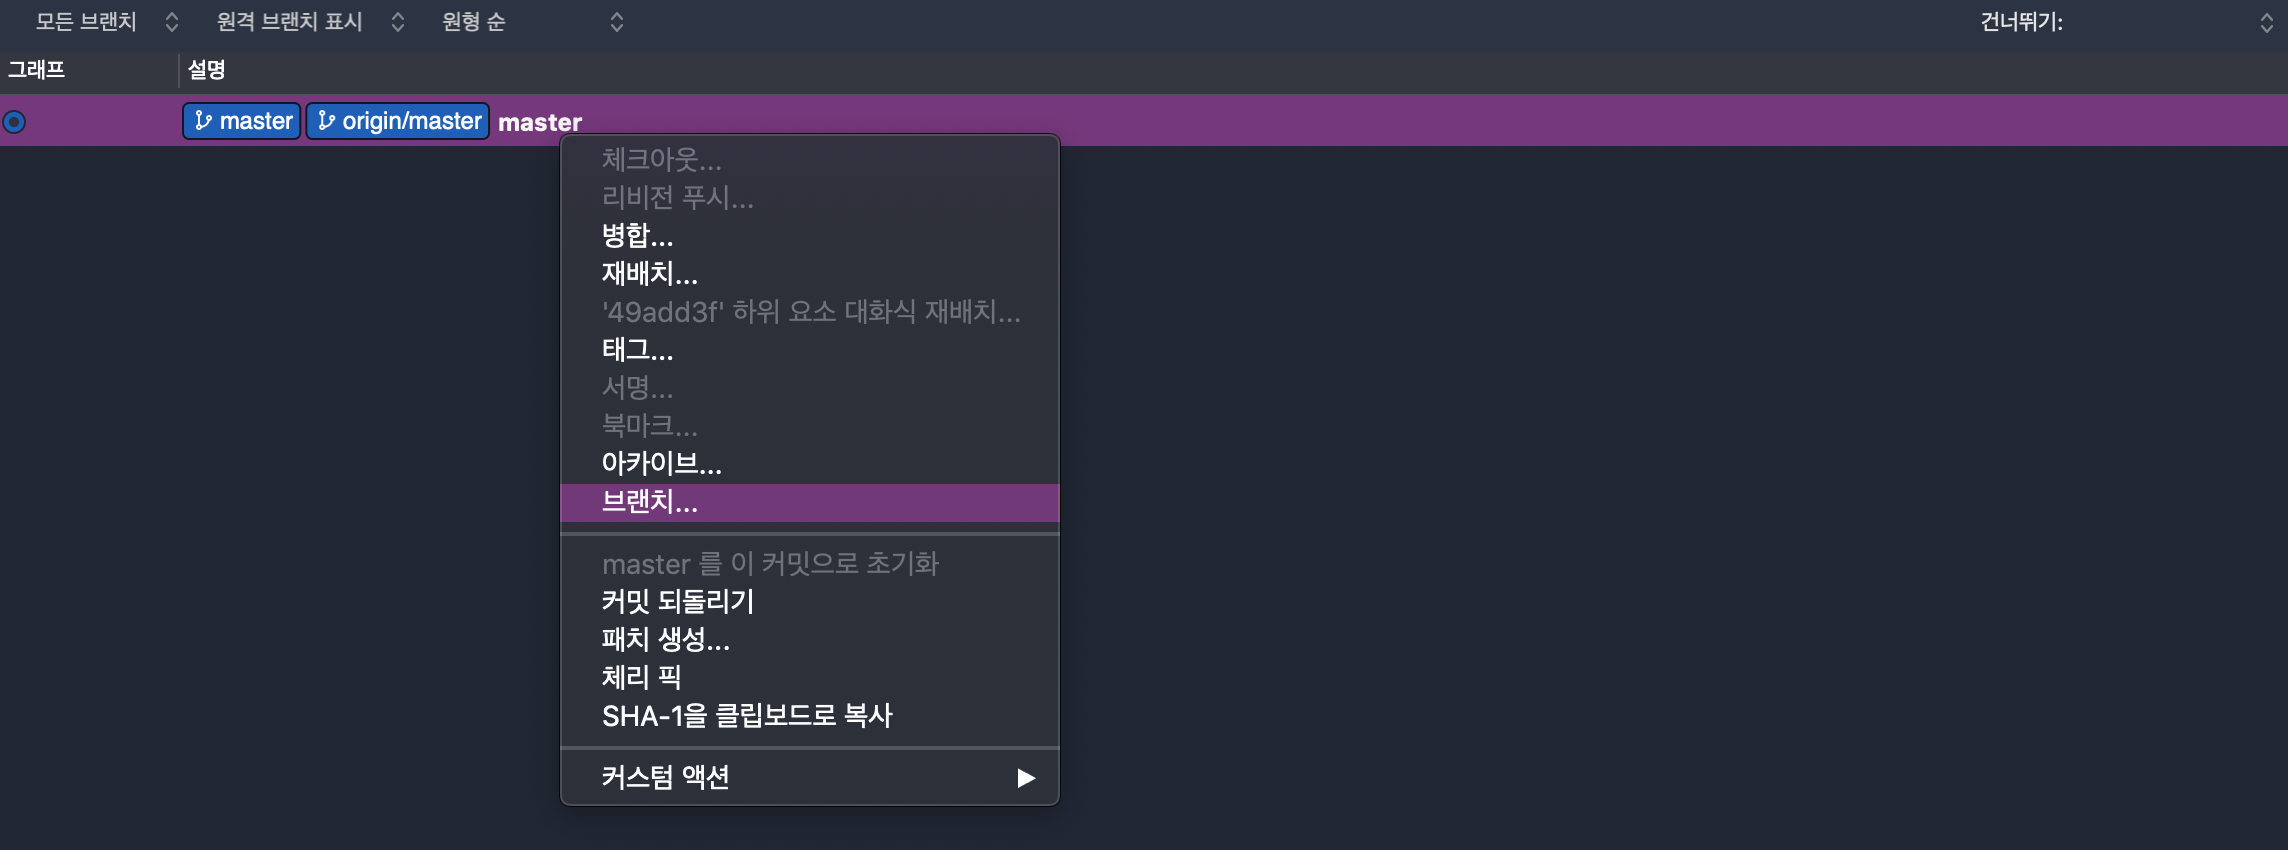 모든 브랜치 원격 브랜치 표시 원형 순 건너뛰기:
그래프 설명
master origin/master master
체크아웃...
리비전 푸시...
병합...
재배치...
'49add3f' 하위 요소 대화식 재배치...
태그...
서명...
북마크...
아카이브...
브랜치...
master 를 이 커밋으로 초기화
커밋 되돌리기
패치 생성...
체리 픽
SHA-1을 클립보드로 복사
커스텀 액션